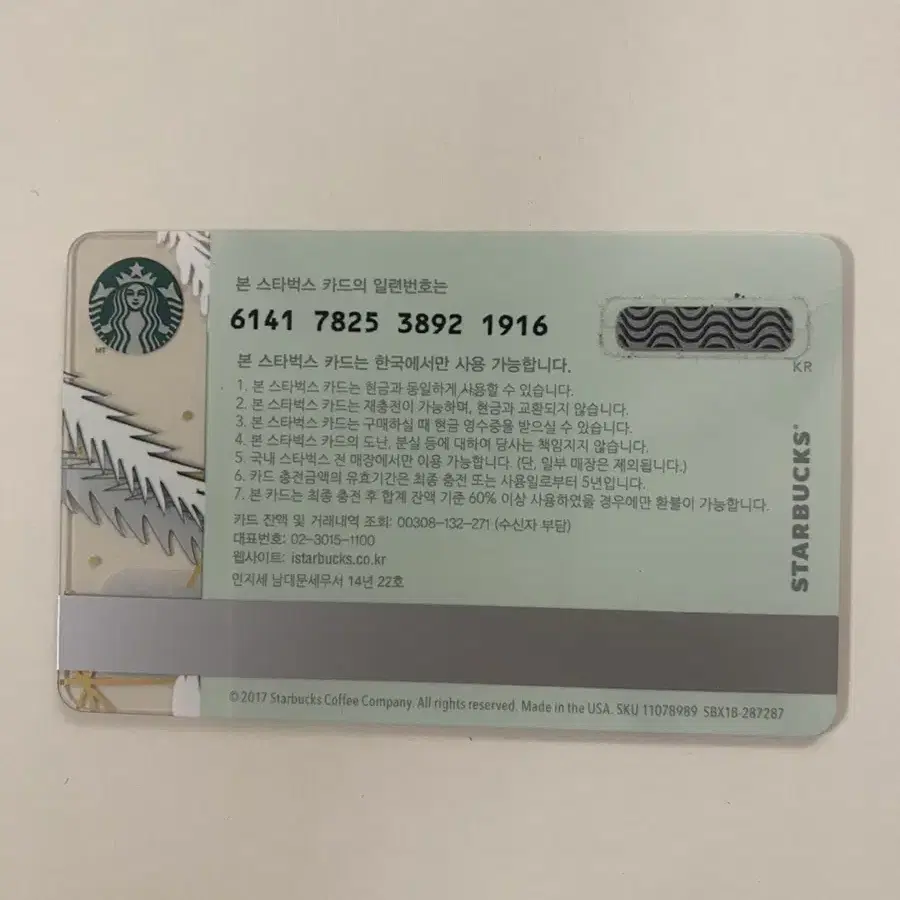 본 스타벅스 카드의 일련번호는
6141 7825 3892 1916
본 스타벅스 카드는 한국에서만 사용 가능합니다.
KR
1. 본 스타벅스 카드는 현금과 동일하게 사용할 수 있습니다.
2. 본 스타벅스 카드는 재충전이 가능하며, 현금과 교환되지 않습니다.
3. 본 스타벅스 카드는 구매하실 때 현금 영수증을 받으실 수 있습니다.
4. 본 스타벅스 카드의 도난, 분실 등에 대하여 당사는 책임지지 않습니다.
5. 국내 스타벅스 전 매장에서만 이용 가능합니다. (단, 일부 매장은 제외됩니다.)
6. 카드 충전금액의 유효기간은 최종 충전 또는 사용일로부터 5년입니다.
7. 본 카드는 최종 충전 후 합계 잔액 기준 60% 이상 사용하였을 경우에만 환불이 가능합니다.
카드 잔액 및 거래내역 조회: 00308-132-271 (수신자 부담)
대표번호: 02-3015-1100
웹사이트: istarbucks.co.kr
인지세 남대문세무서 14년 22호
STARBUCKS®
© 2017 Starbucks Coffee Company. All rights reserved. Made in the USA. SKU 11078989 SBX18-287287
MT